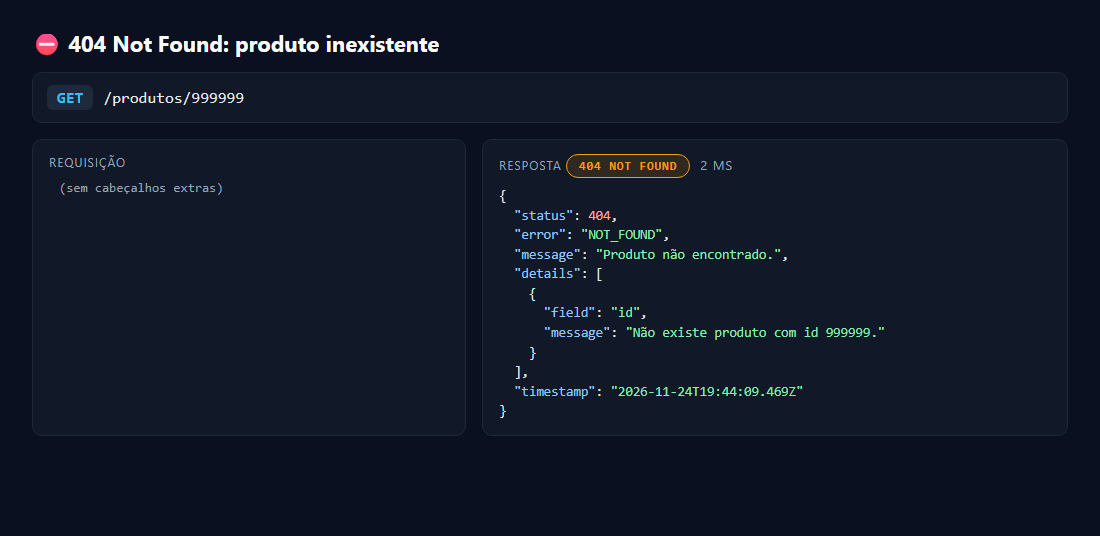 ⛔ 404 Not Found: produto inexistente
GET /produtos/999999
REQUISIÇÃO
(sem cabeçalhos extras)
RESPOSTA 404 NOT FOUND 2 MS
{
  "status": 404,
  "error": "NOT_FOUND",
  "message": "Produto não encontrado.",
  "details": [
    {
      "field": "id",
      "message": "Não existe produto com id 999999."
    }
  ],
  "timestamp": "2026-11-24T19:44:09.469Z"
}